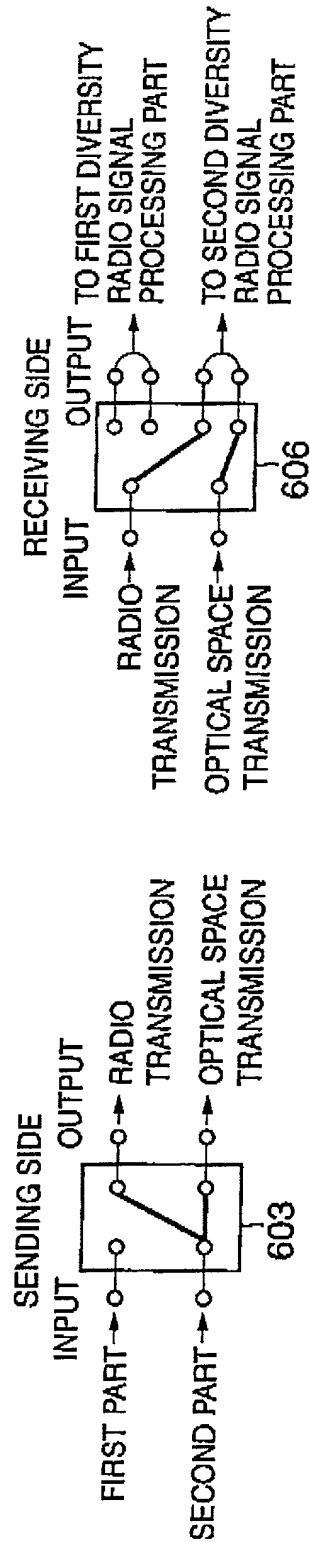 SENDING SIDE
INPUT
OUTPUT
FIRST PART
RADIO
TRANSMISSION
SECOND PART
OPTICAL SPACE
TRANSMISSION
603
RECEIVING SIDE
INPUT
OUTPUT
RADIO
TRANSMISSION
TO FIRST DIVERSITY
RADIO SIGNAL
PROCESSING PART
OPTICAL SPACE
TRANSMISSION
TO SECOND DIVERSITY
RADIO SIGNAL
PROCESSING PART
606